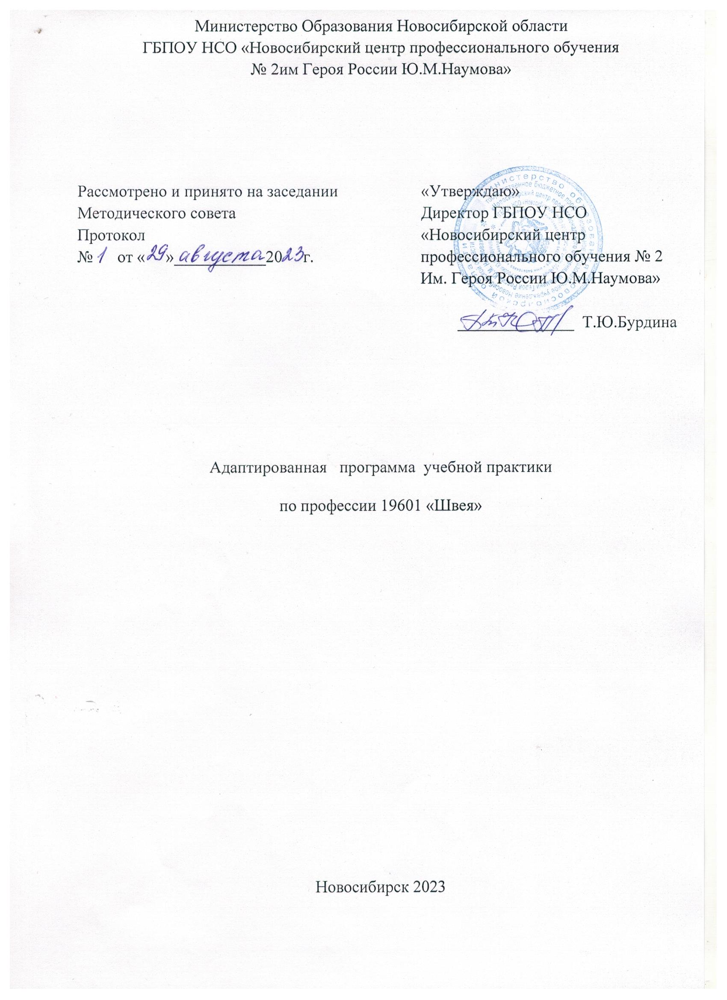 Министерство Образования Новосибирской области
ГБПОУ НСО «Новосибирский центр профессионального обучения
№ 2им Героя России Ю.М.Наумова»
Рассмотрено и принято на заседании
Методического совета
Протокол
№ 1 от «29» августа 2023г.
«Утверждаю»
Директор ГБПОУ НСО
«Новосибирский центр
профессионального обучения № 2
Им. Героя России Ю.М.Наумова»
Т.Ю.Бурдина
Адаптированная программа учебной практики
по профессии 19601 «Швея»
Новосибирск 2023